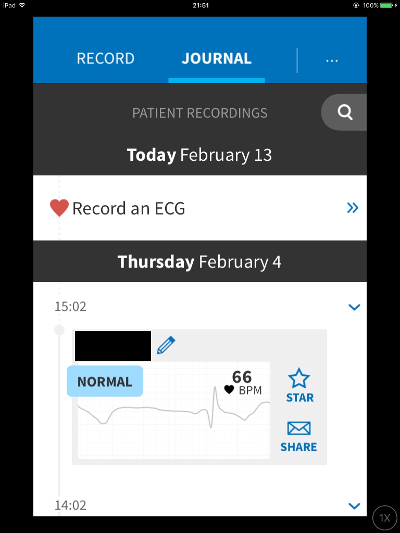 iPad 21:51 100%
RECORD JOURNAL ...
PATIENT RECORDINGS
Today February 13
Record an ECG
Thursday February 4
15:02
66
BPM
NORMAL
STAR
SHARE
14:02
1X